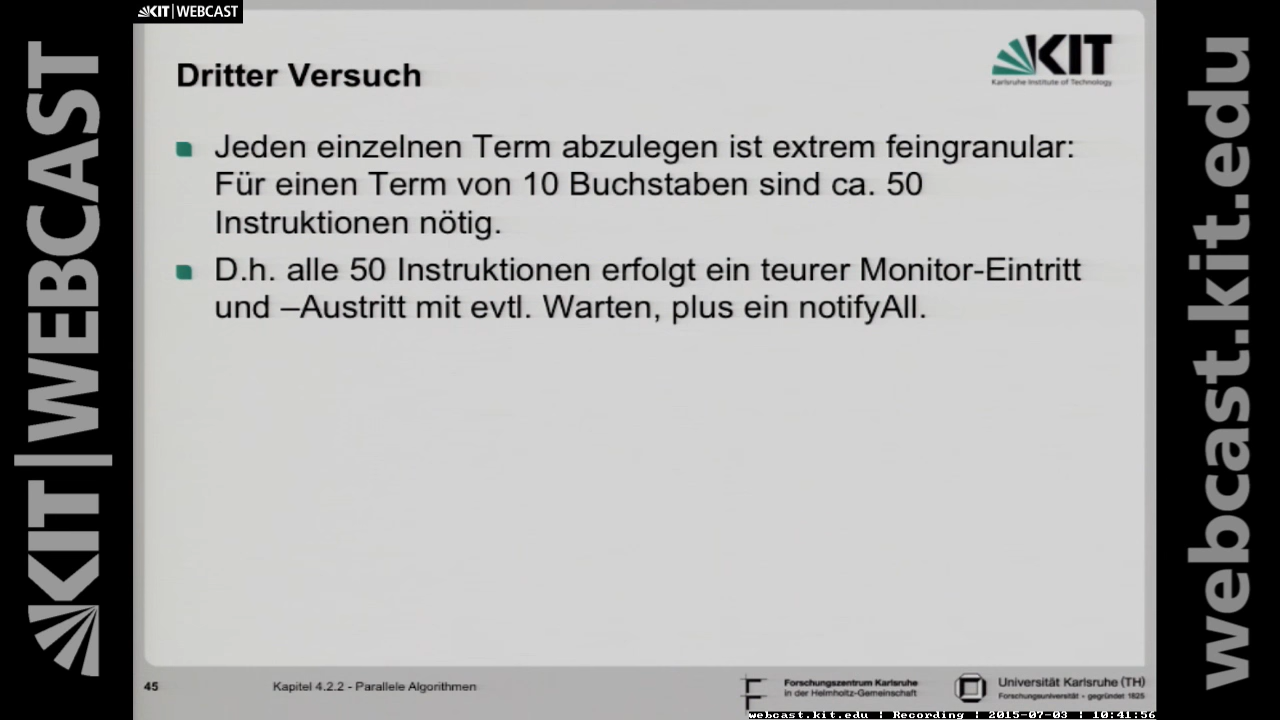 KIT|WEBCAST
KIT|WEBCAST
webcast.kit.edu
KIT
Karlsruhe Institute of Technology
Dritter Versuch
Jeden einzelnen Term abzulegen ist extrem feingranular:
Für einen Term von 10 Buchstaben sind ca. 50
Instruktionen nötig.
D.h. alle 50 Instruktionen erfolgt ein teurer Monitor-Eintritt
und –Austritt mit evtl. Warten, plus ein notifyAll.
45
Kapitel 4.2.2 - Parallele Algorithmen
Forschungszentrum Karlsruhe
in der Helmholtz-Gemeinschaft
Universität Karlsruhe (TH)
Forschungsuniversität - gegründet 1825
webcast.kit.edu | Recording | 2015-07-03 | 10:41:56